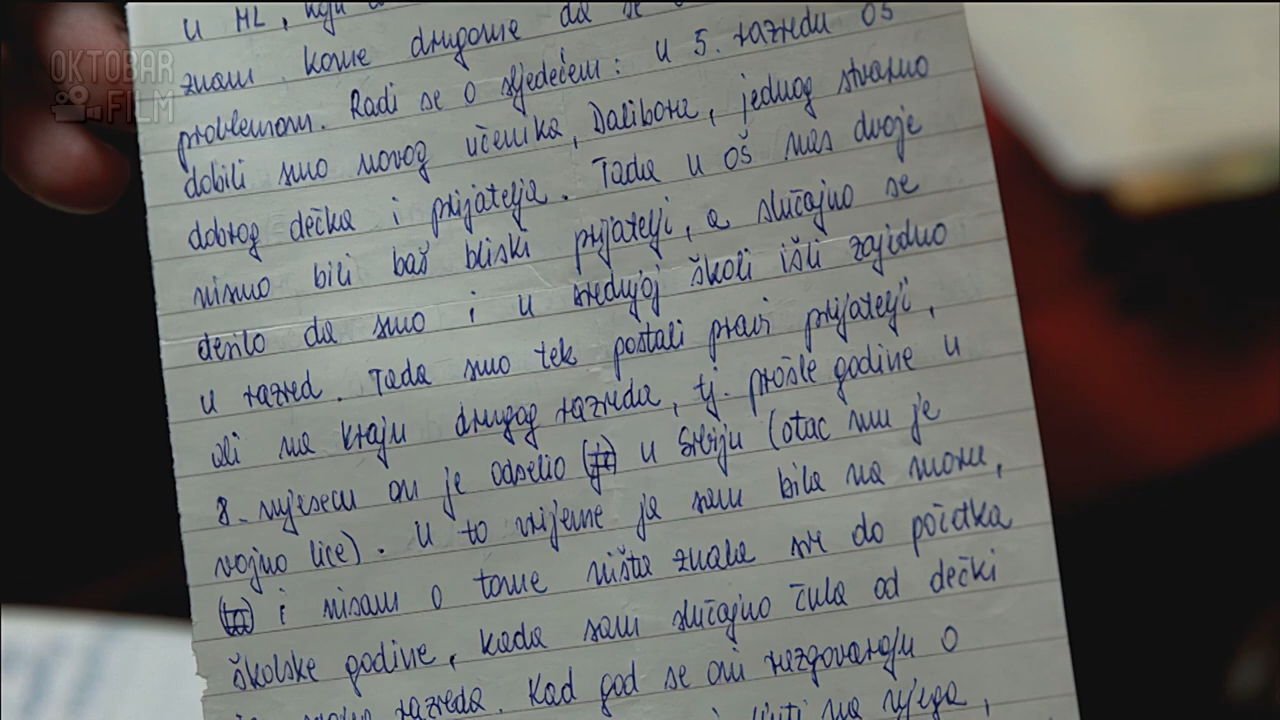 OKTOBAR
FILM
u ML, koju
znam kome drugome da se
problemom. Radi se o sljedećem: u 5. razredu OŠ
dobili smo novog učenika, Dalibora, jednog stvarno
dobrog dečka i prijatelja. Tada u OŠ nas dvoje
nismo bili baš bliski prijatelji, a slučajno se
desilo da smo i u srednjoj školi išli zajedno
u razred. Tada smo tek postali pravi prijatelji,
ali na kraju drugog razreda, tj. prošle godine u
8. mjesecu on je odselio u Srbiju (otac mu je
vojno lice). U to vrijeme ja sam bila na moru,
i nisam o tome ništa znala sve do početka
školske godine, kada sam slučajno čula od dečki
razreda. Kad god se oni razgovaraju o
ljuti na njega,